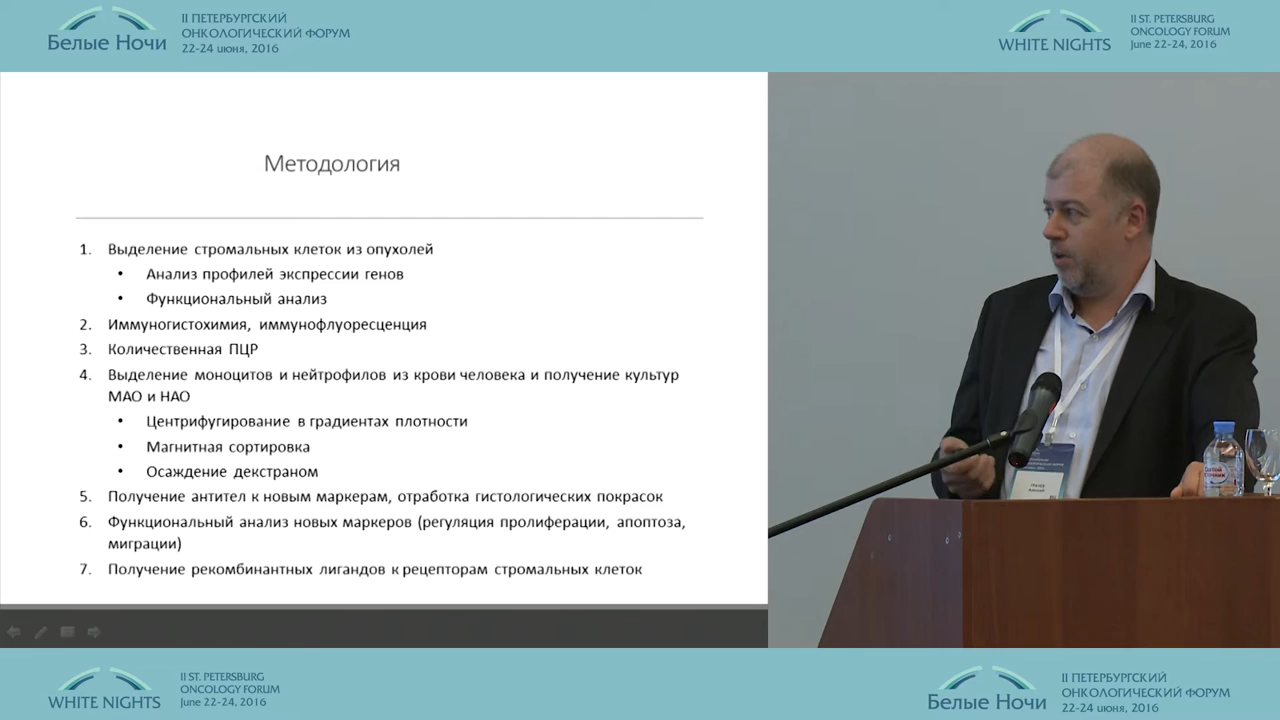 Белые Ночи
II ПЕТЕРБУРГСКИЙ
ОНКОЛОГИЧЕСКИЙ ФОРУМ
22-24 июня, 2016
WHITE NIGHTS
II ST. PETERSBURG
ONCOLOGY FORUM
June 22-24, 2016
Методология
1. Выделение стромальных клеток из опухолей
• Анализ профилей экспрессии генов
• Функциональный анализ
2. Иммуногистохимия, иммунофлуоресценция
3. Количественная ПЦР
4. Выделение моноцитов и нейтрофилов из крови человека и получение культур
МАО и НАО
• Центрифугирование в градиентах плотности
• Магнитная сортировка
• Осаждение декстраном
5. Получение антител к новым маркерам, отработка гистологических покрасок
6. Функциональный анализ новых маркеров (регуляция пролиферации, апоптоза,
миграции)
7. Получение рекомбинантных лигандов к рецепторам стромальных клеток
WHITE NIGHTS
II ST. PETERSBURG
ONCOLOGY FORUM
June 22-24, 2016
Белые Ночи
II ПЕТЕРБУРГСКИЙ
ОНКОЛОГИЧЕСКИЙ ФОРУМ
22-24 июня, 2016